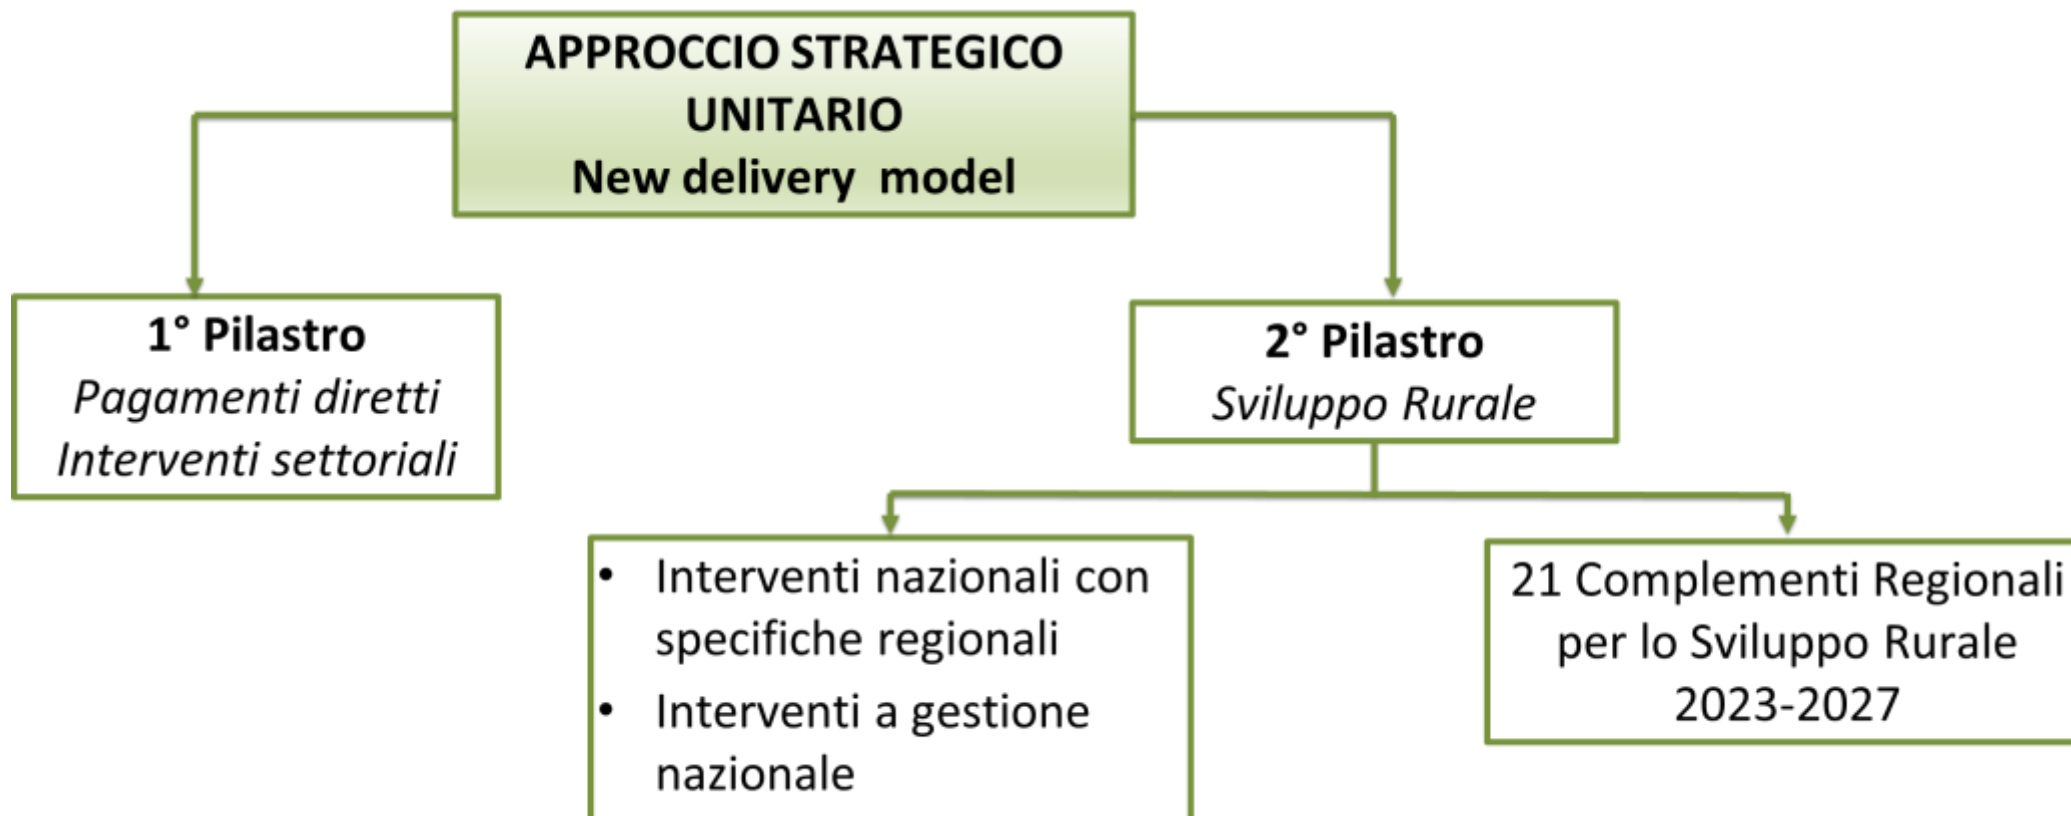 APPROCCIO STRATEGICO
UNITARIO
New delivery model
1° Pilastro
Pagamenti diretti
Interventi settoriali
2° Pilastro
Sviluppo Rurale
• Interventi nazionali con
specifiche regionali
• Interventi a gestione
nazionale
21 Complementi Regionali
per lo Sviluppo Rurale
2023-2027